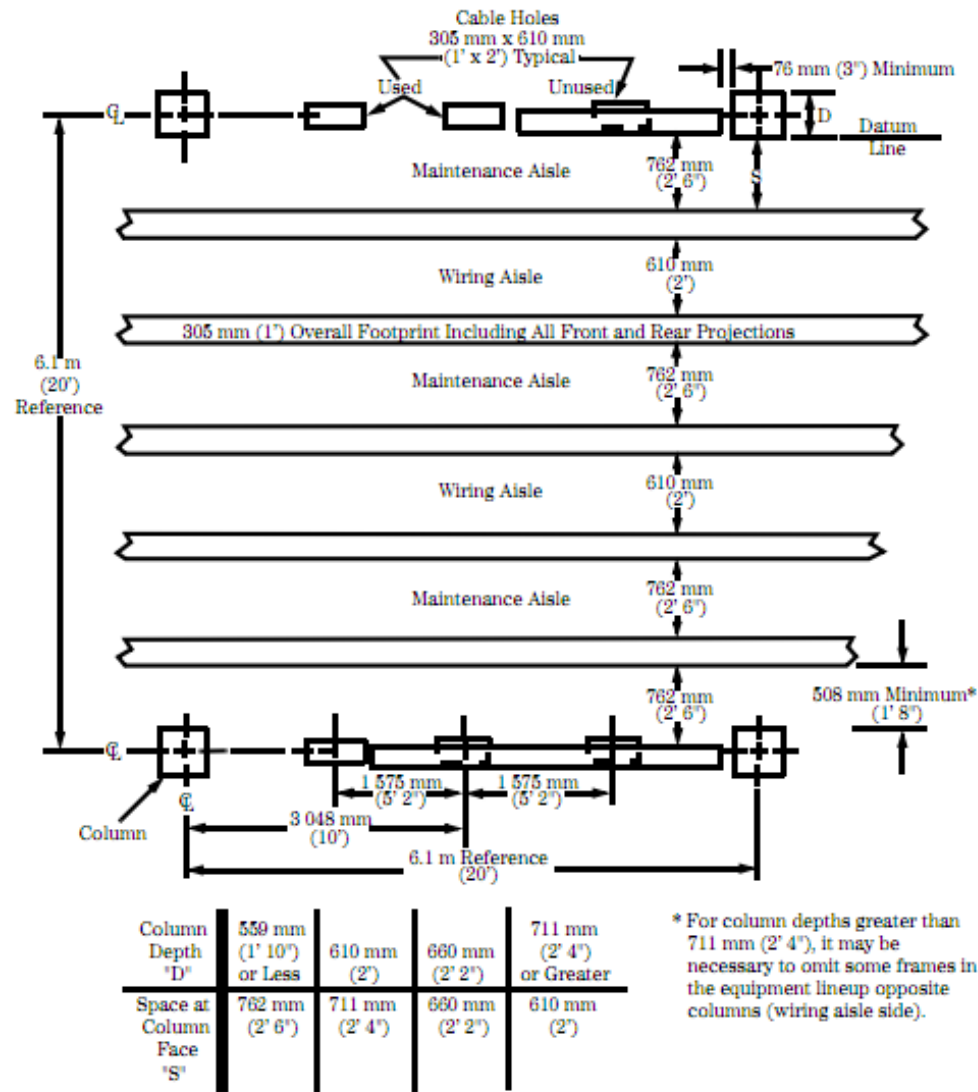 Cable Holes
305 mm x 610 mm
(1' x 2') Typical
Used
Unused
76 mm (3") Minimum
℄
D
Datum
Line
Maintenance Aisle
762 mm
(2' 6")
S
Wiring Aisle
610 mm
(2')
305 mm (1') Overall Footprint Including All Front and Rear Projections
6.1 m
(20')
Reference
Maintenance Aisle
762 mm
(2' 6")
Wiring Aisle
610 mm
(2')
Maintenance Aisle
762 mm
(2' 6")
762 mm
(2' 6")
508 mm Minimum*
(1' 8")
℄
℄
Column
1 575 mm
(5' 2")
1 575 mm
(5' 2")
3 048 mm
(10')
6.1 m Reference
(20')
Column
Depth
"D"
559 mm
(1' 10")
or Less
610 mm
(2')
660 mm
(2' 2")
711 mm
(2' 4")
or Greater
Space at
Column
Face
"S"
762 mm
(2' 6")
711 mm
(2' 4")
660 mm
(2' 2")
610 mm
(2')
* For column depths greater than
711 mm (2' 4"), it may be
necessary to omit some frames in
the equipment lineup opposite
columns (wiring aisle side).